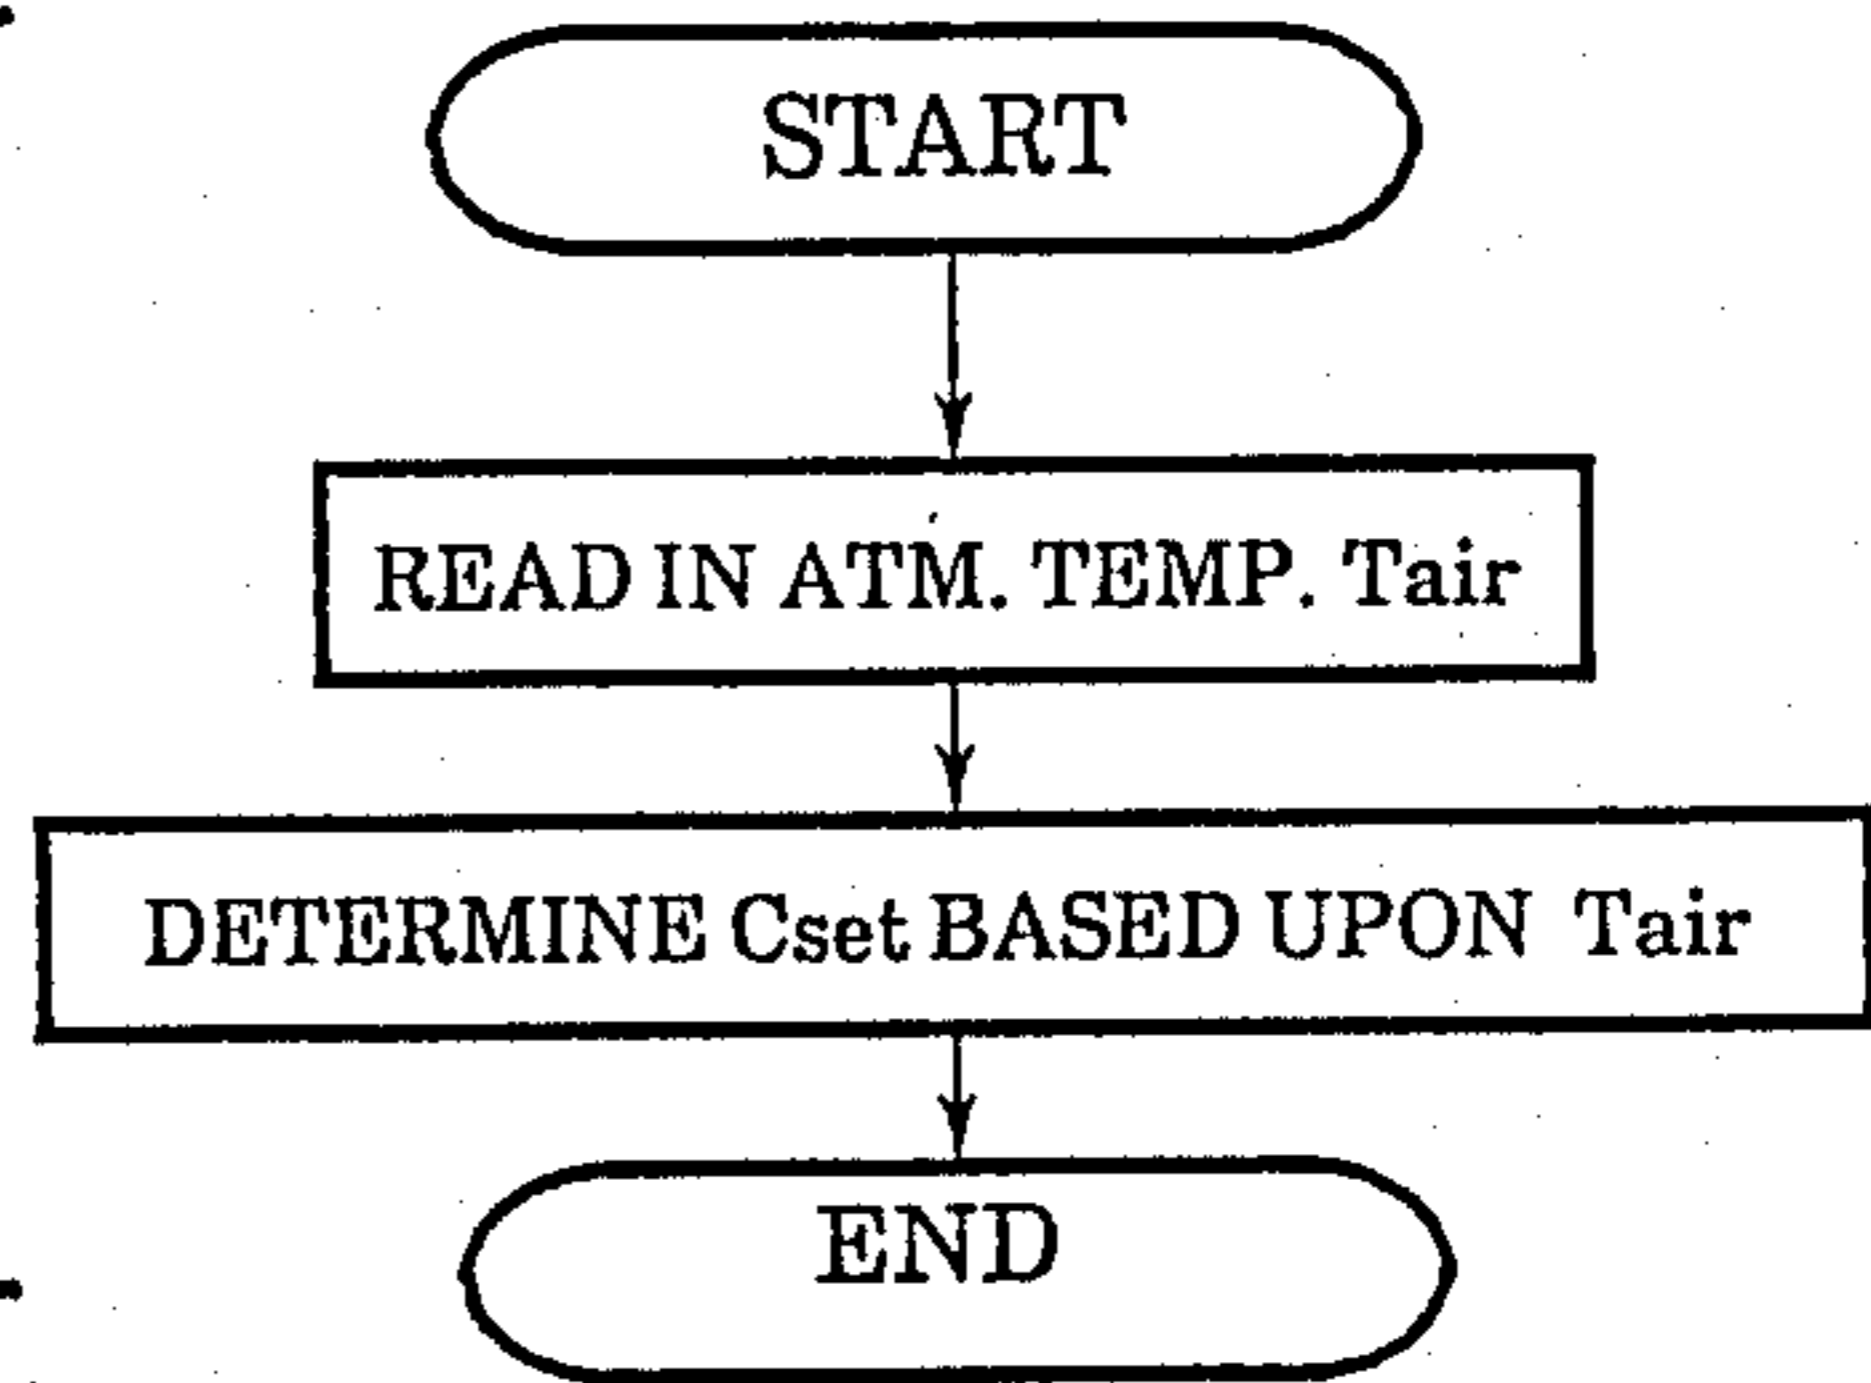 START
READ IN ATM. TEMP. Tair
DETERMINE Cset BASED UPON Tair
END